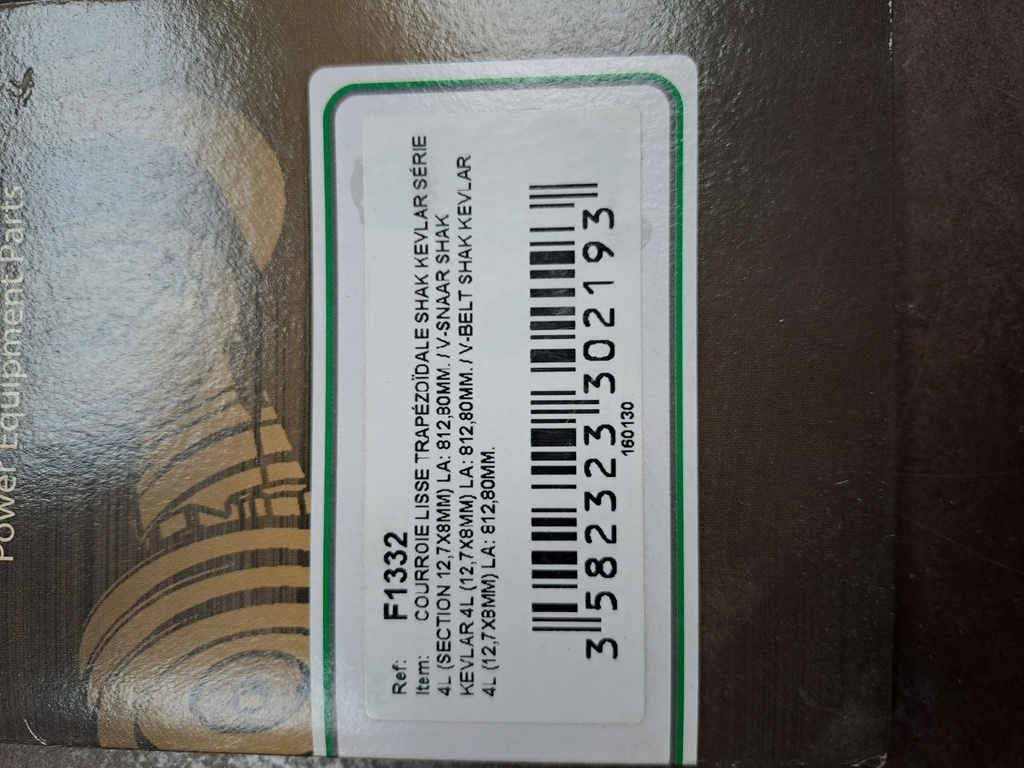 Power Equipment Parts
Ref: F1332
Item: COURROIE LISSE TRAPÉZOÏDALE SHAK KEVLAR SÉRIE
4L (SECTION 12,7X8MM) LA: 812,80MM. / V-SNAAR SHAK
KEVLAR 4L (12,7X8MM) LA: 812,80MM. / V-BELT SHAK KEVLAR
4L (12,7X8MM) LA: 812,80MM.
3 582323 302193
160130